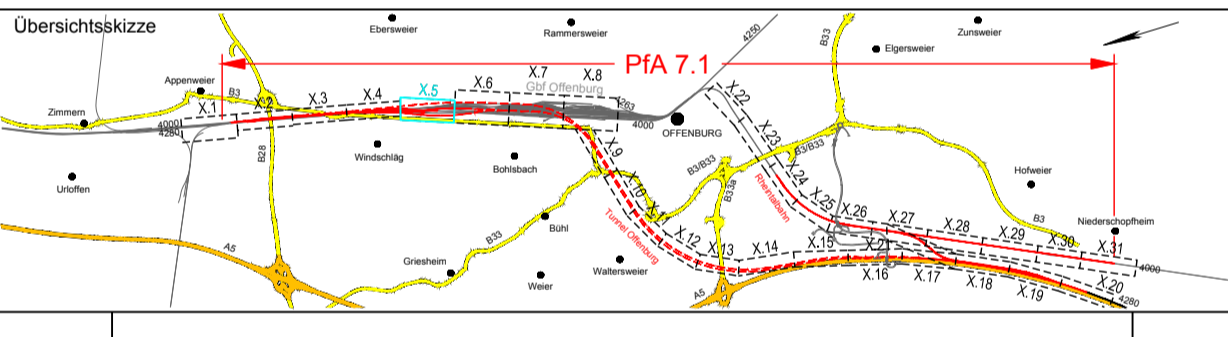 Übersichtsskizze
Ebersweier
Rammersweier
4250
B33
Zunsweier
Elgersweier
PfA 7.1
Appenweier
B3
Zimmern
X.1
X.2
X.3
X.4
X.5
X.6
X.7
X.8
Gbf Offenburg
4263
4000
4280
4000
OFFENBURG
X.22
X.23
X.24
X.25
X.26
X.27
X.28
X.29
X.30
X.31
B28
Windschläg
Bohlsbach
Urloffen
X.9
X.10
X.11
X.12
X.13
X.14
X.15
X.21
X.16
X.17
X.18
X.19
X.20
B3/B33
B3/B33
B33a
Rheintalbahn
Tunnel Offenburg
Hofweier
B3
Niederschopfheim
4000
4280
A5
B33
Bühl
Griesheim
Weier
Waltersweier
A5